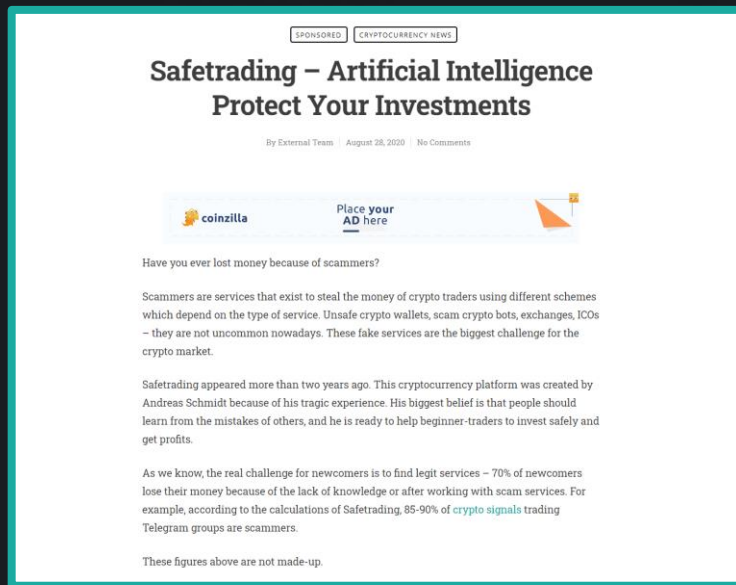 SPONSORED CRYPTOCURRENCY NEWS
Safetrading – Artificial Intelligence
Protect Your Investments
By External Team August 28, 2020 No Comments
coinzilla Place your
AD here
Have you ever lost money because of scammers?
Scammers are services that exist to steal the money of crypto traders using different schemes
which depend on the type of service. Unsafe crypto wallets, scam crypto bots, exchanges, ICOs
– they are not uncommon nowadays. These fake services are the biggest challenge for the
crypto market.
Safetrading appeared more than two years ago. This cryptocurrency platform was created by
Andreas Schmidt because of his tragic experience. His biggest belief is that people should
learn from the mistakes of others, and he is ready to help beginner-traders to invest safely and
get profits.
As we know, the real challenge for newcomers is to find legit services – 70% of newcomers
lose their money because of the lack of knowledge or after working with scam services. For
example, according to the calculations of Safetrading, 85-90% of crypto signals trading
Telegram groups are scammers.
These figures above are not made-up.